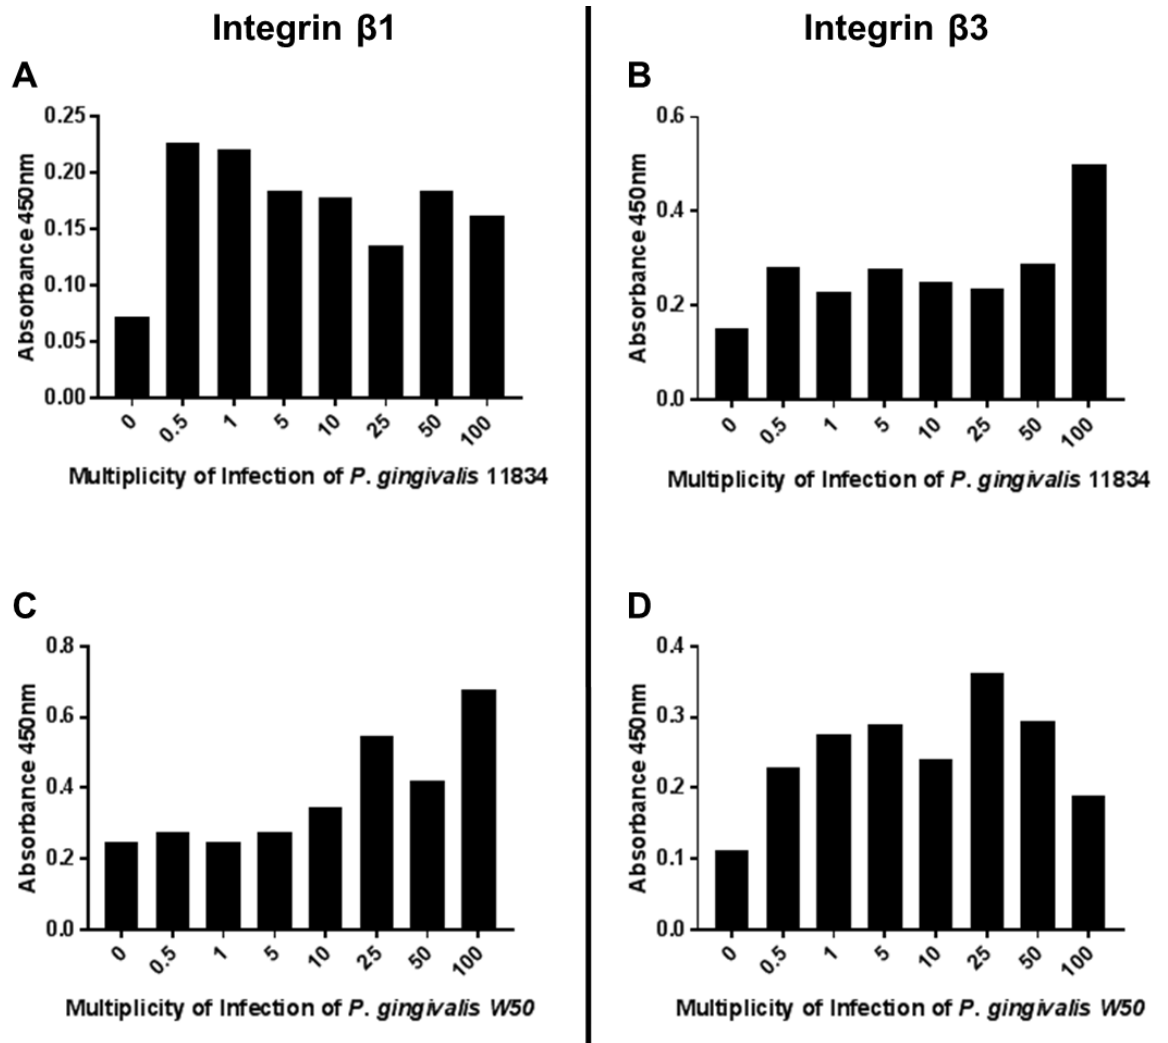 Integrin β1
Integrin β3
A
Absorbance 450nm
0.25
0.20
0.15
0.10
0.05
0.00
0 0.5 1 5 10 25 50 100
Multiplicity of Infection of P. gingivalis 11834
B
Absorbance 450nm
0.6
0.4
0.2
0.0
0 0.5 1 5 10 25 50 100
Multiplicity of Infection of P. gingivalis 11834
C
Absorbance 450nm
0.8
0.6
0.4
0.2
0.0
0 0.5 1 5 10 25 50 100
Multiplicity of Infection of P. gingivalis W50
D
Absorbance 450nm
0.4
0.3
0.2
0.1
0.0
0 0.5 1 5 10 25 50 100
Multiplicity of Infection of P. gingivalis W50